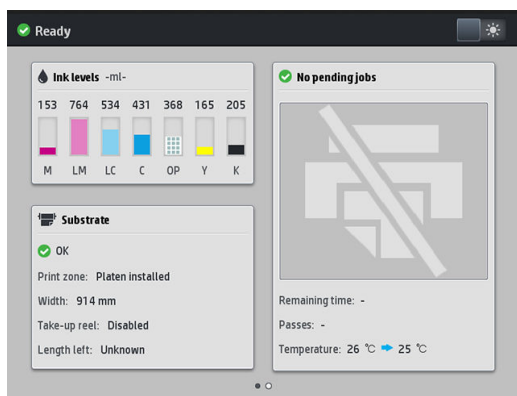 Ready
Ink levels -ml-
153 764 534 431 368 165 205
M LM LC C OP Y K
Substrate
OK
Print zone: Platen installed
Width: 914 mm
Take-up reel: Disabled
Length left: Unknown
No pending jobs
Remaining time: -
Passes: -
Temperature: 26 °C ➡ 25 °C